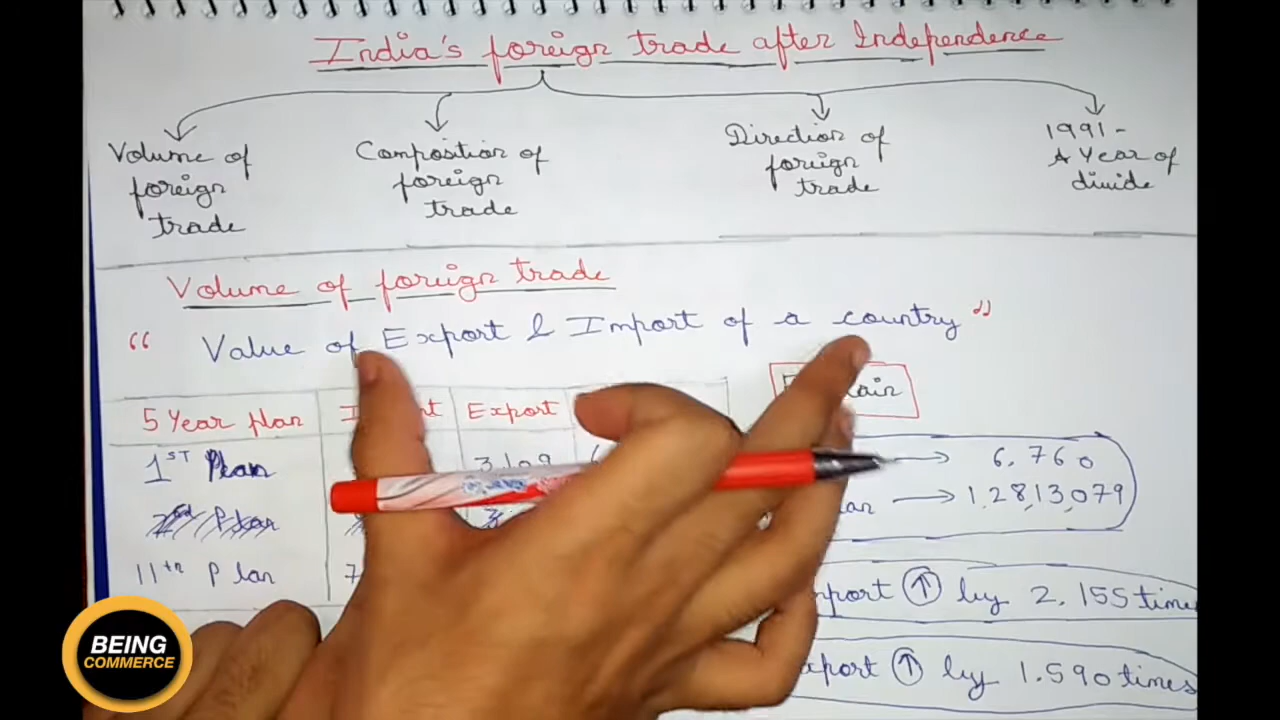 India's foreign trade after Independence
Volume of
foreign
trade
Composition of
foreign
trade
Direction of
foreign
trade
1991-
A Year of
divide
Volume of foreign trade
“ Value of Export & Import of a country ”
5 Year plan
Export
1ST Plan
3,109
6,760
1,28,13,079
11th Plan
↑ by 2.155 times
↑ by 1.590 times
BEING
COMMERCE